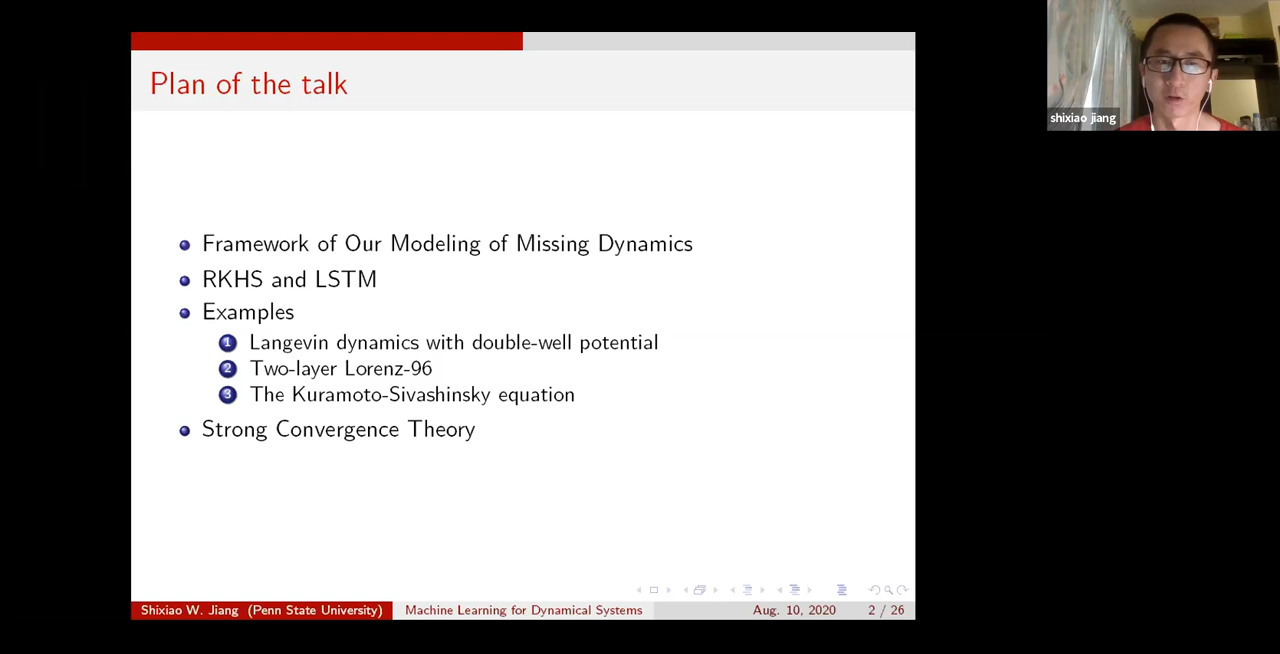 Plan of the talk
shixiao jiang
Framework of Our Modeling of Missing Dynamics
RKHS and LSTM
Examples
1 Langevin dynamics with double-well potential
2 Two-layer Lorenz-96
3 The Kuramoto-Sivashinsky equation
Strong Convergence Theory
Shixiao W. Jiang (Penn State University) Machine Learning for Dynamical Systems Aug. 10, 2020 2 / 26